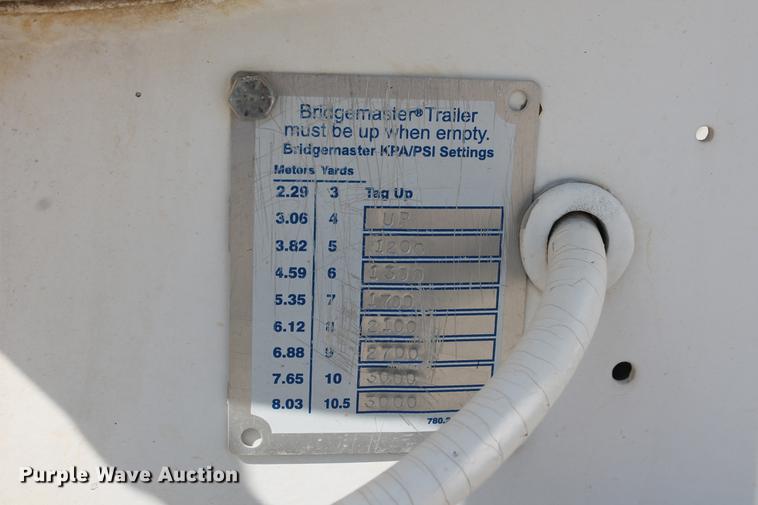 Bridgemaster® Trailer
must be up when empty.
Bridgemaster KPA/PSI Settings
Meters Yards
2.29 3 Tag Up
3.06 4 UP
3.82 5 1200
4.59 6
5.35 7 1700
6.12 8 2100
6.88 9 2700
7.65 10 3000
8.03 10.5 3000
Purple Wave Auction